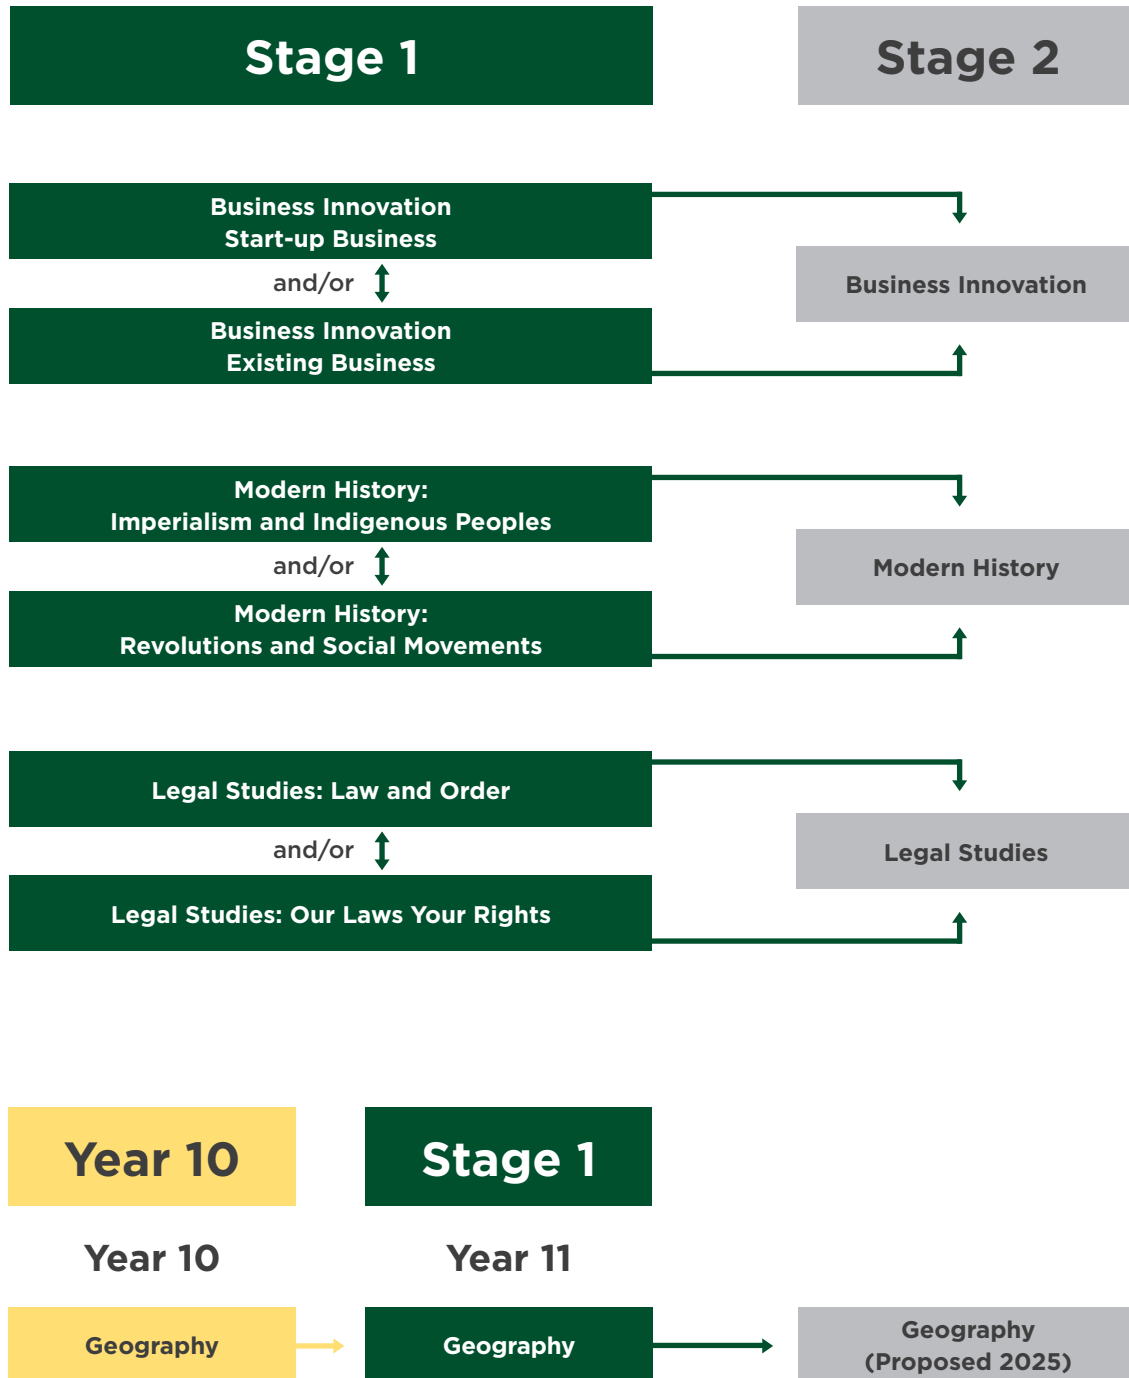 Stage 1
Stage 2
Business Innovation
Start-up Business
and/or
Business Innovation
Existing Business
Business Innovation
Modern History:
Imperialism and Indigenous Peoples
and/or
Modern History:
Revolutions and Social Movements
Modern History
Legal Studies: Law and Order
and/or
Legal Studies: Our Laws Your Rights
Legal Studies
Year 10
Stage 1
Year 10
Year 11
Geography
Geography
Geography
(Proposed 2025)